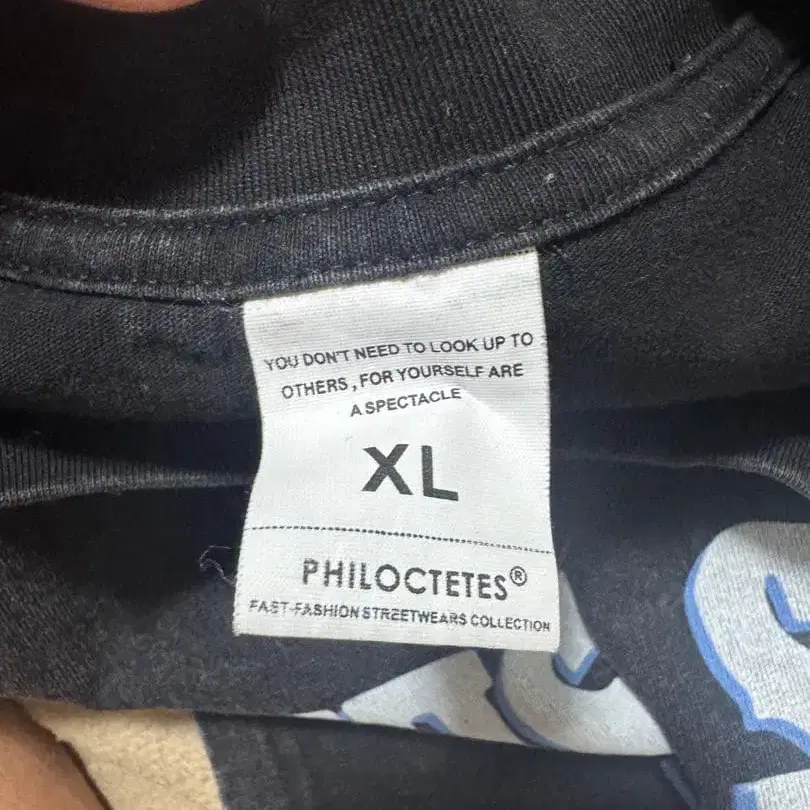 YOU DON'T NEED TO LOOK UP TO
OTHERS , FOR YOURSELF ARE
A SPECTACLE
XL
PHILOCTETES®
FAST-FASHION STREETWEARS COLLECTION